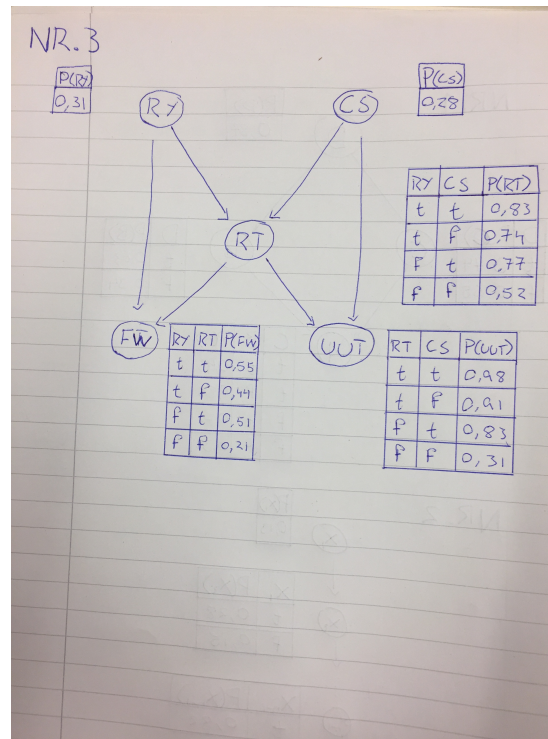 NR.3
P(RY)
0,31
P(CS)
0,28
RY
CS
RY CS P(RT)
t t 0,83
t f 0,74
f t 0,77
f f 0,52
RT
FW
RY RT P(FW)
t t 0,55
t f 0,44
f t 0,51
f f 0,21
UUT
RT CS P(UUT)
t t 0,98
t f 0,91
f t 0,83
f f 0,31